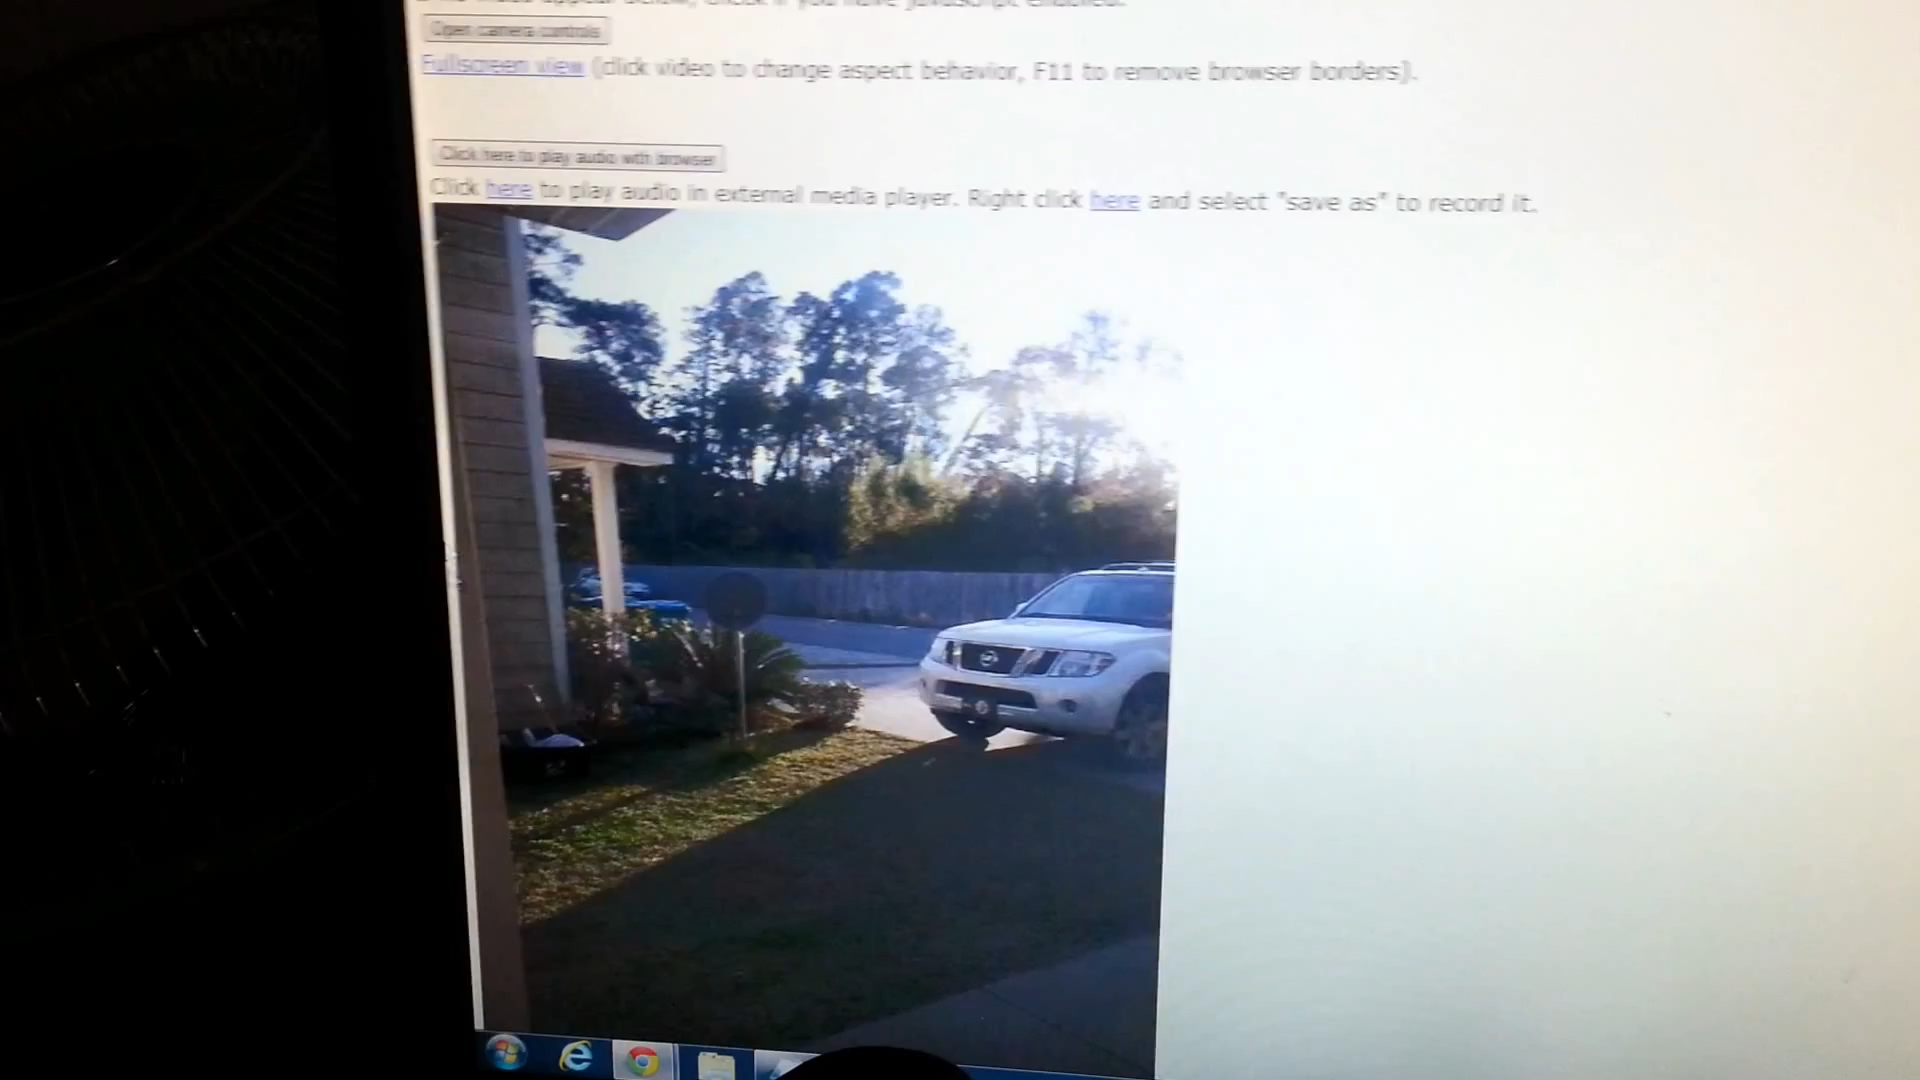 Open camera controls
Fullscreen view (click video to change aspect behavior, F11 to remove browser borders).
Click here to play audio with browser
Click here to play audio in external media player. Right click here and select "save as" to record it.